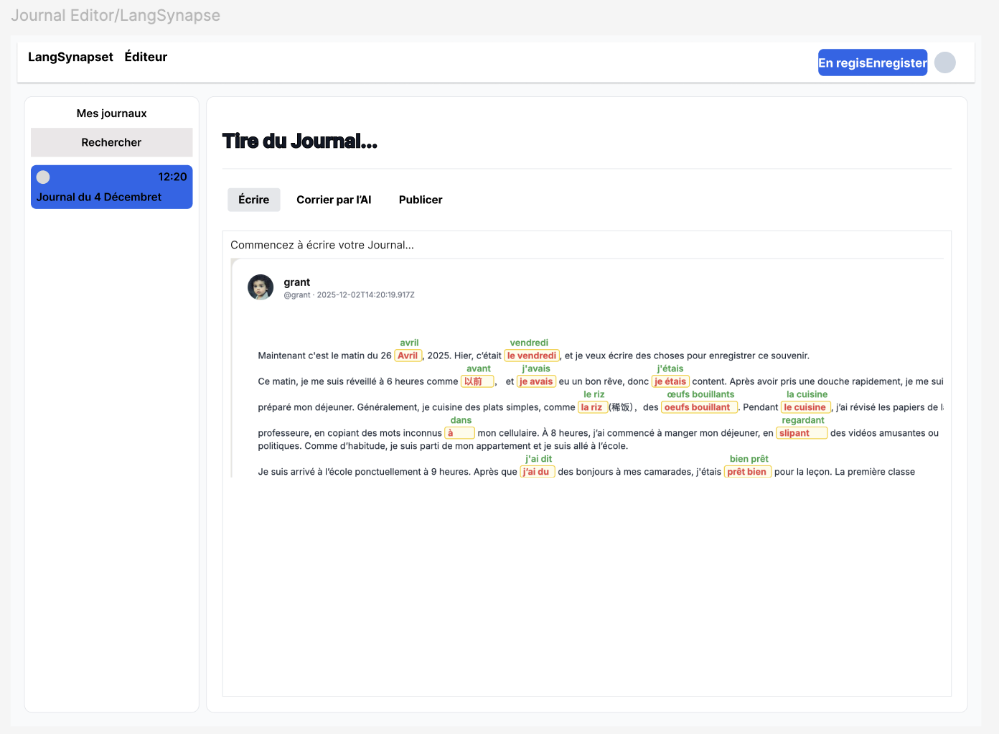 Journal Editor/LangSynapse
LangSynapset Éditeur
En regisEnregister
Mes journaux
Rechercher
12:20
Journal du 4 Décembret
Tire du Journal...
Écrire Corrier par l’AI Publicer
Commencez à écrire votre Journal...
grant
@grant · 2025-12-02T14:20:19.917Z
avril vendredi
Maintenant c'est le matin du 26 Avril, 2025. Hier, c’était le vendredi, et je veux écrire des choses pour enregistrer ce souvenir.
avant j'avais j'étais
Ce matin, je me suis réveillé à 6 heures comme 以前， et je avais eu un bon rêve, donc je étais content. Après avoir pris une douche rapidement, je me sui
le riz œufs bouillants la cuisine
préparé mon déjeuner. Généralement, je cuisine des plats simples, comme la riz (稀饭)， des oeufs bouillant . Pendant le cuisine , j’ai révisé les papiers de l
dans regardant
professeure, en copiant des mots inconnus à mon cellulaire. À 8 heures, j’ai commencé à manger mon déjeuner, en slipant des vidéos amusantes ou
politiques. Comme d’habitude, je suis parti de mon appartement et je suis allé à l’école.
j'ai dit bien prêt
Je suis arrivé à l’école ponctuellement à 9 heures. Après que j’ai du des bonjours à mes camarades, j'étais prêt bien pour la leçon. La première classe